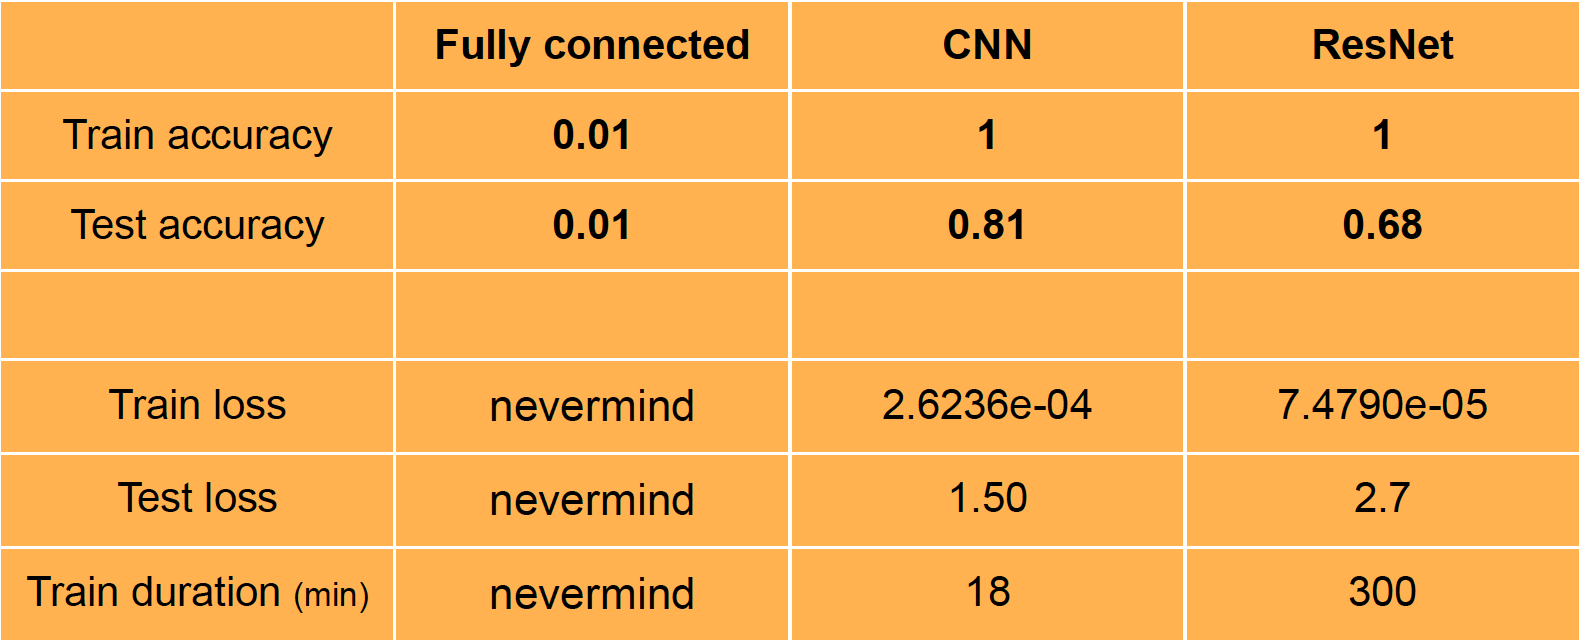 Fully connected CNN ResNet
Train accuracy 0.01 1 1
Test accuracy 0.01 0.81 0.68
Train loss nevermind 2.6236e-04 7.4790e-05
Test loss nevermind 1.50 2.7
Train duration (min) nevermind 18 300